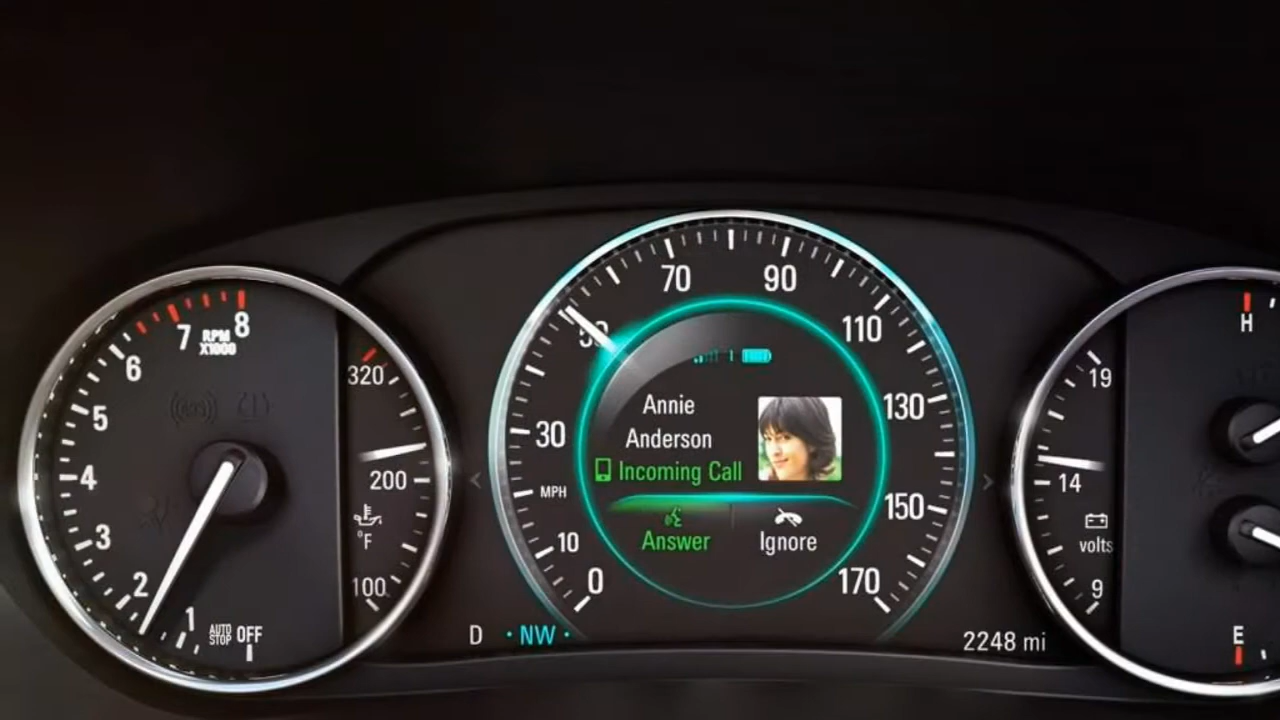 8
7
RPM
X1000
6
5
4
3
2
1
AUTO
STOP
OFF
320
200
°F
100
70
90
50
110
30
130
MPH
150
10
0
170
Annie
Anderson
Incoming Call
Answer
Ignore
D
NW
2248 mi
19
14
volts
9
H
E